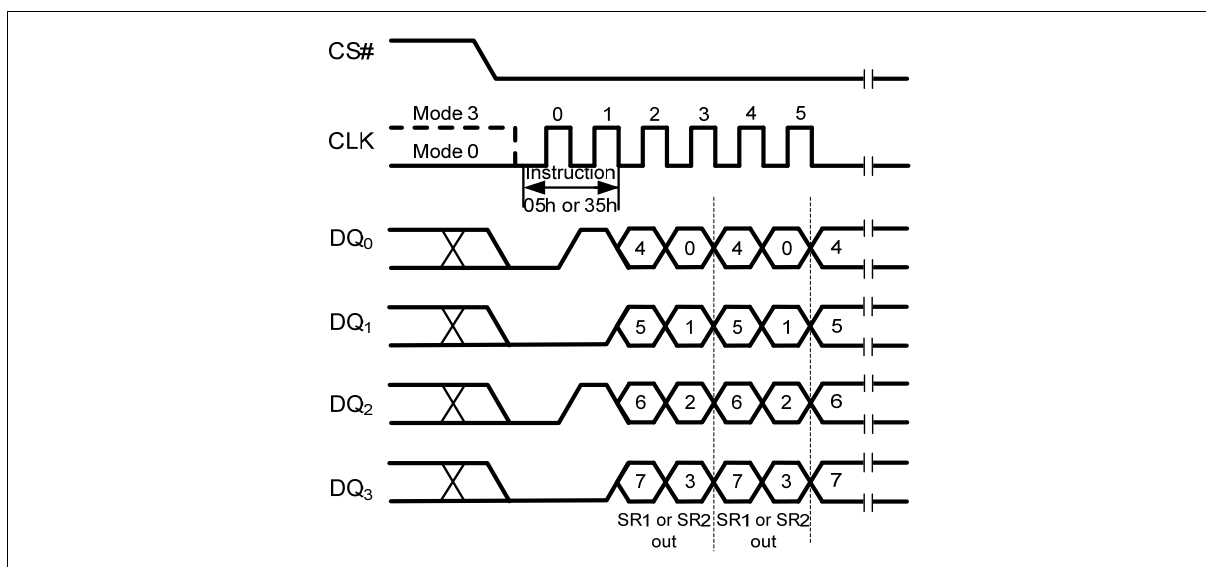 CS#
Mode 3 0 1 2 3 4 5
CLK
Mode 0
Instruction
05h or 35h
DQ0 4 0 4 0 4
DQ1 5 1 5 1 5
DQ2 6 2 6 2 6
DQ3 7 3 7 3 7
SR1 or SR2 SR1 or SR2
out out